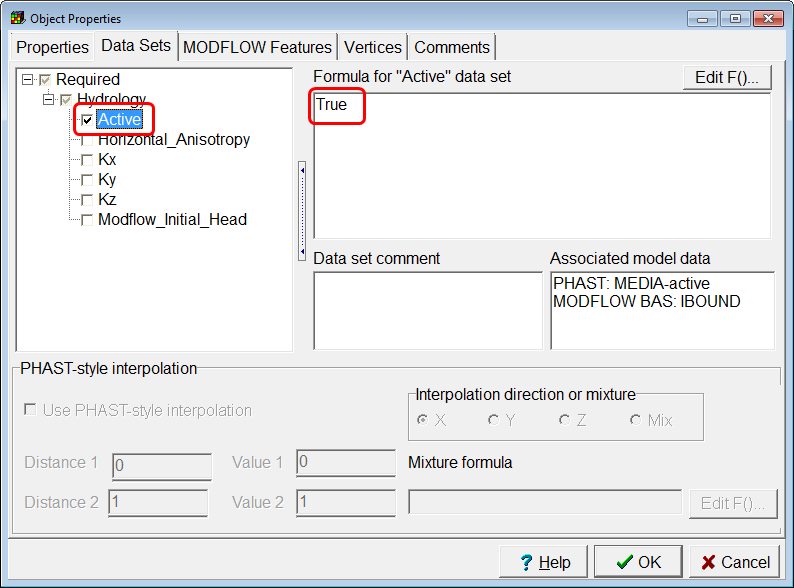 Object Properties
Properties
Data Sets
MODFLOW Features
Vertices
Comments
Required
Hydrology
Active
Horizontal_Anisotropy
Kx
Ky
Kz
Modflow_Initial_Head
Formula for "Active" data set
Edit F()...
True
Data set comment
Associated model data
PHAST: MEDIA-active
MODFLOW BAS: IBOUND
PHAST-style interpolation
Use PHAST-style interpolation
Interpolation direction or mixture
X
Y
Z
Mix
Distance 1
0
Value 1
0
Mixture formula
Distance 2
1
Value 2
1
Edit F()...
? Help
OK
Cancel